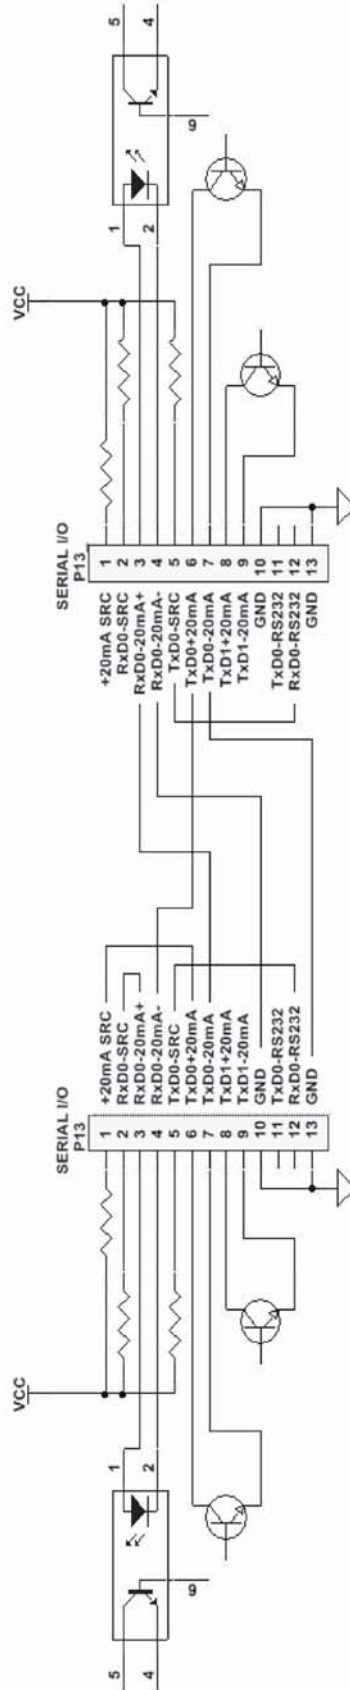 VCC
SERIAL I/O
P13
1 +20mA SRC
2 RxD0-SRC
3 RxD0-20mA+
4 RxD0-20mA-
5 TxD0-SRC
6 TxD0+20mA
7 TxD0-20mA
8 TxD1+20mA
9 TxD1-20mA
10 GND
11 TxD0-RS232
12 RxD0-RS232
13 GND
5
4
6
1
2
SERIAL I/O
P13
+20mA SRC 1
RxD0-SRC 2
RxD0-20mA+ 3
RxD0-20mA- 4
TxD0-SRC 5
TxD0+20mA 6
TxD0-20mA 7
TxD1+20mA 8
TxD1-20mA 9
GND 10
TxD0-RS232 11
RxD0-RS232 12
GND 13
VCC
1
2
6
5
4